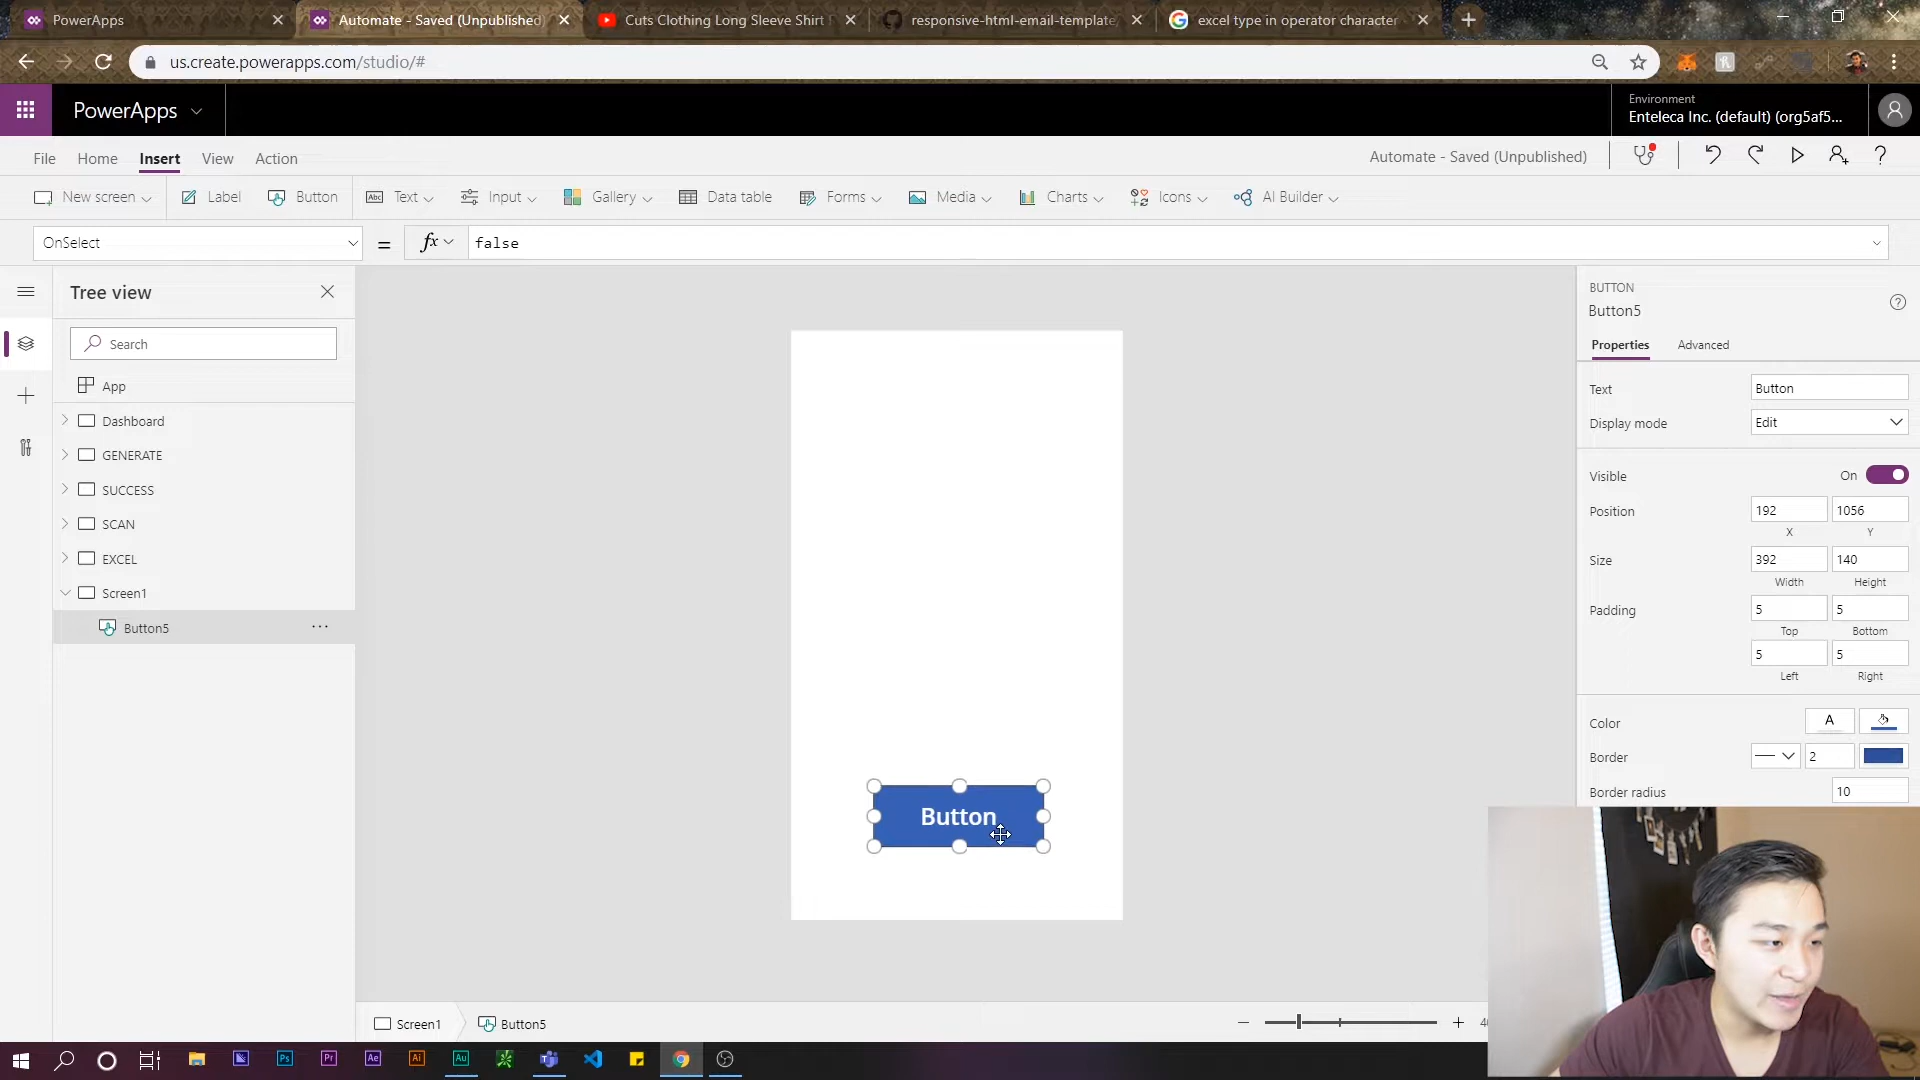 PowerApps
Automate - Saved (Unpublished)
Cuts Clothing Long Sleeve Shirt
responsive-html-email-template
excel type in operator character
us.create.powerapps.com/studio/#
PowerApps
Environment
Enteleca Inc. (default) (org5af5...
File Home Insert View Action
Automate - Saved (Unpublished)
New screen Label Button Text Input Gallery Data table Forms Media Charts Icons AI Builder
OnSelect = fx false
Tree view
Search
App
Dashboard
GENERATE
SUCCESS
SCAN
EXCEL
Screen1
Button5
Button
BUTTON
Button5
Properties Advanced
Text Button
Display mode Edit
Visible On
Position 192 1056
X Y
Size 392 140
Width Height
Padding 5 5
Top Bottom
5 5
Left Right
Color A
Border 2
Border radius 10
Screen1 Button5
Ps Pr Ae Ai Au